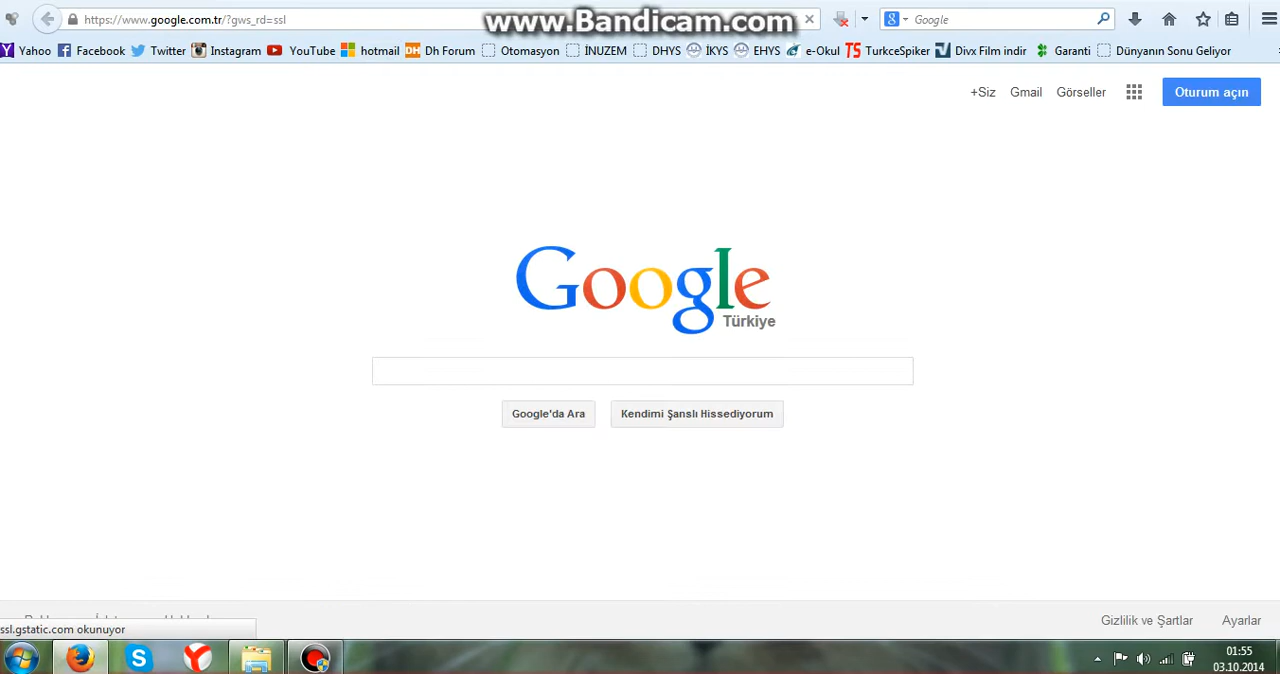 https://www.google.com.tr/?gws_rd=ssl
www.Bandicam.com
Google
Yahoo Facebook Twitter Instagram YouTube hotmail Dh Forum Otomasyon İNUZEM DHYS İKYS EHYS e-Okul TurkceSpiker Divx Film indir Garanti Dünyanın Sonu Geliyor
+Siz Gmail Görseller Oturum açın
Google
Türkiye
Google'da Ara Kendimi Şanslı Hissediyorum
Gizlilik ve Şartlar Ayarlar
ssl.gstatic.com okunuyor
01:55
03.10.2014